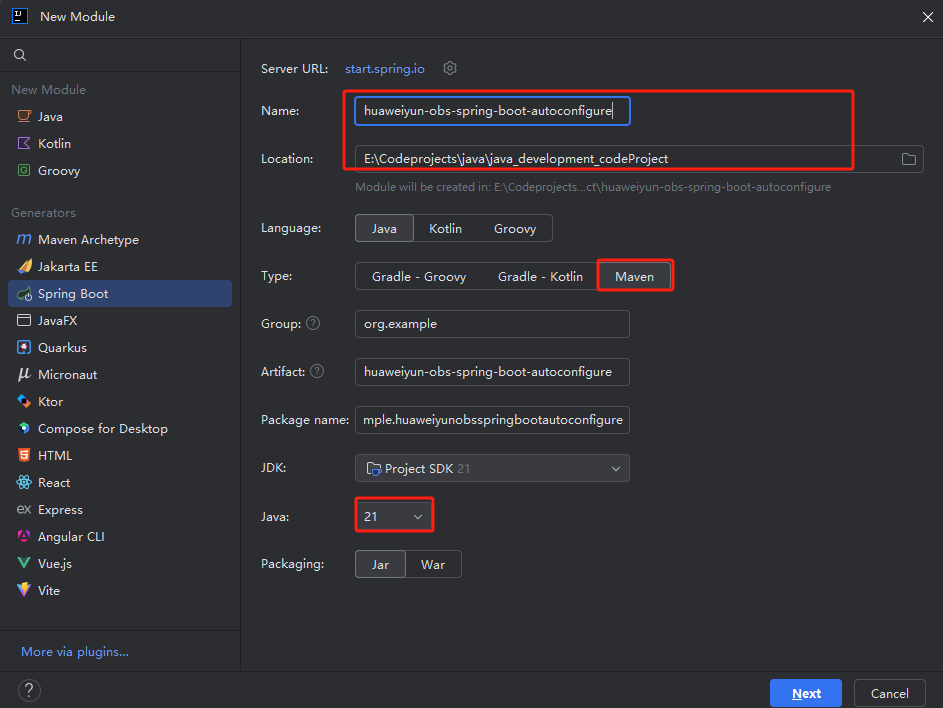 New Module
New Module
Java
Kotlin
Groovy
Generators
Maven Archetype
Jakarta EE
Spring Boot
JavaFX
Quarkus
Micronaut
Ktor
Compose for Desktop
HTML
React
ex Express
Angular CLI
Vue.js
Vite
More via plugins...
?
Server URL: start.spring.io
Name: huaweiyun-obs-spring-boot-autoconfigure
Location: E:\Codeprojects\java\java_development_codeProject
Module will be created in: E:\Codeprojects...ct\huaweiyun-obs-spring-boot-autoconfigure
Language: Java Kotlin Groovy
Type: Gradle - Groovy Gradle - Kotlin Maven
Group: ? org.example
Artifact: ? huaweiyun-obs-spring-boot-autoconfigure
Package name: mple.huaweiyunobsspringbootautoconfigure
JDK: Project SDK 21
Java: 21
Packaging: Jar War
Next Cancel